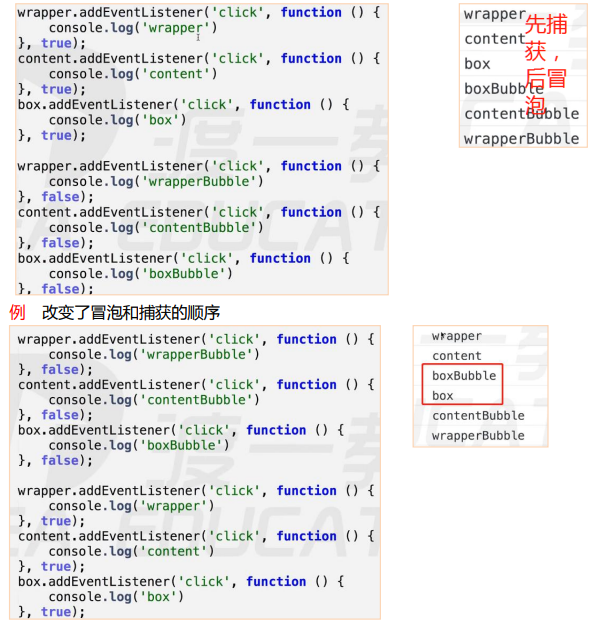 wrapper.addEventListener('click', function () {
    console.log('wrapper')
}, true);
content.addEventListener('click', function () {
    console.log('content')
}, true);
box.addEventListener('click', function () {
    console.log('box')
}, true);
wrapper.addEventListener('click', function () {
    console.log('wrapperBubble')
}, false);
content.addEventListener('click', function () {
    console.log('contentBubble')
}, false);
box.addEventListener('click', function () {
    console.log('boxBubble')
}, false);
wrapper
content
box
boxBubble
contentBubble
wrapperBubble
先捕
获，
后冒
泡
例 改变了冒泡和捕获的顺序
wrapper.addEventListener('click', function () {
    console.log('wrapperBubble')
}, false);
content.addEventListener('click', function () {
    console.log('contentBubble')
}, false);
box.addEventListener('click', function () {
    console.log('boxBubble')
}, false);
wrapper.addEventListener('click', function () {
    console.log('wrapper')
}, true);
content.addEventListener('click', function () {
    console.log('content')
}, true);
box.addEventListener('click', function () {
    console.log('box')
}, true);
wrapper
content
boxBubble
box
contentBubble
wrapperBubble